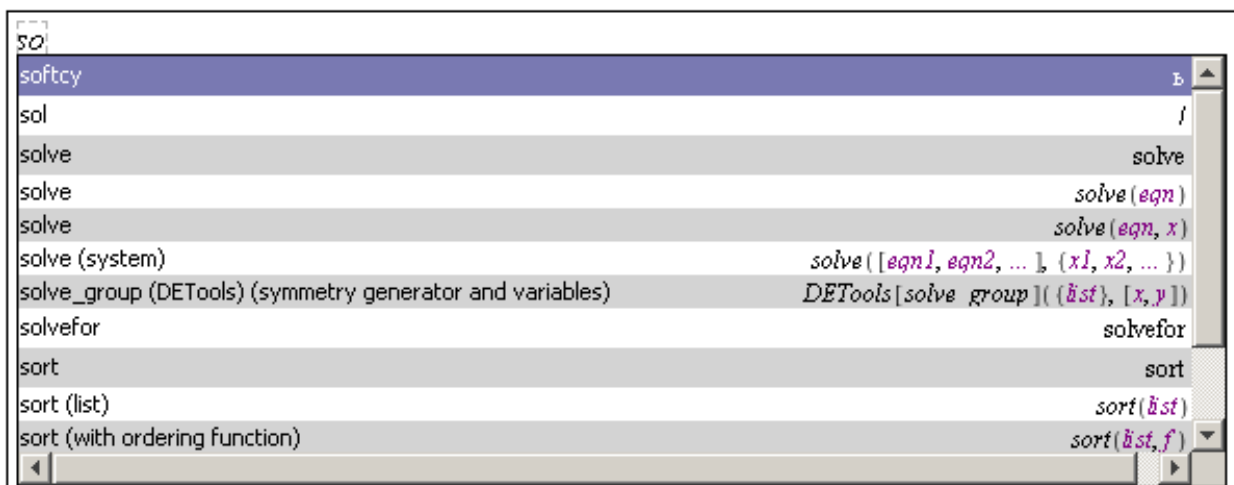 so
softcy ь
sol /
solve solve
solve solve(eqn)
solve solve(eqn, x)
solve (system) solve([eqn1, eqn2, ... ], {x1, x2, ... })
solve_group (DETools) (symmetry generator and variables) DETools[solve_group]({list}, [x, y])
solvefor solvefor
sort sort
sort (list) sort(list)
sort (with ordering function) sort(list, f)